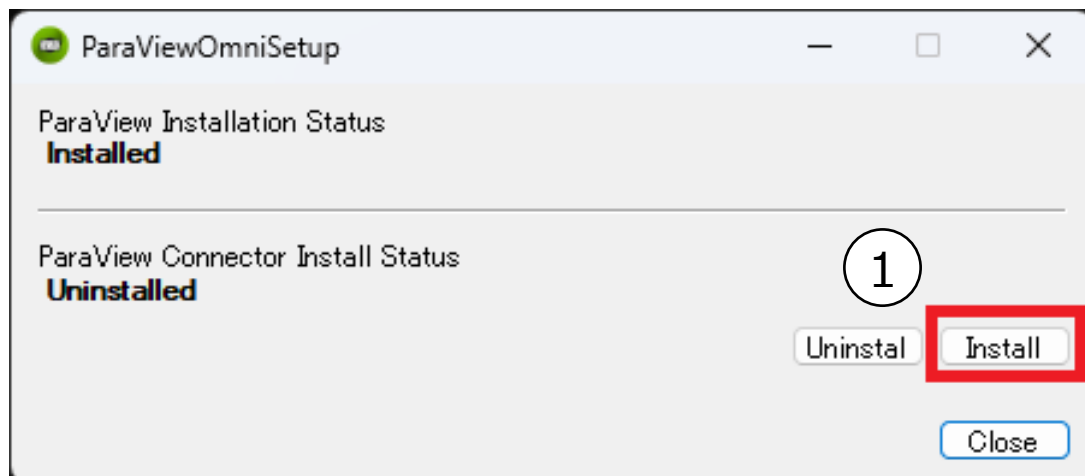 ParaViewOmniSetup
ParaView Installation Status
Installed
ParaView Connector Install Status
Uninstalled
1
Uninstal Install
Close